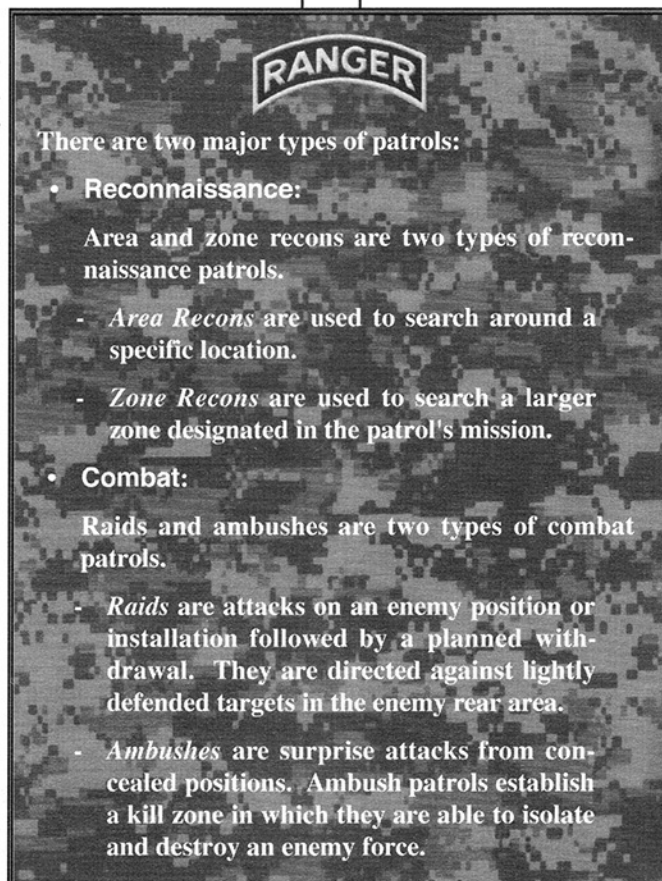 RANGER
There are two major types of patrols:
• Reconnaissance:
Area and zone recons are two types of recon-
naissance patrols.
- Area Recons are used to search around a
specific location.
- Zone Recons are used to search a larger
zone designated in the patrol's mission.
• Combat:
Raids and ambushes are two types of combat
patrols.
- Raids are attacks on an enemy position or
installation followed by a planned with-
drawal. They are directed against lightly
defended targets in the enemy rear area.
- Ambushes are surprise attacks from con-
cealed positions. Ambush patrols establish
a kill zone in which they are able to isolate
and destroy an enemy force.